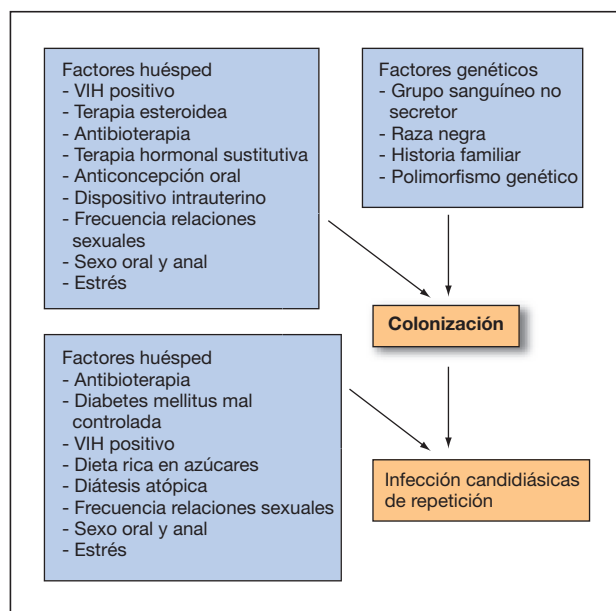 Factores huésped
- VIH positivo
- Terapia esteroidea
- Antibioterapia
- Terapia hormonal sustitutiva
- Anticoncepción oral
- Dispositivo intrauterino
- Frecuencia relaciones
sexuales
- Sexo oral y anal
- Estrés
Factores genéticos
- Grupo sanguíneo no
secretor
- Raza negra
- Historia familiar
- Polimorfismo genético
Colonización
Factores huésped
- Antibioterapia
- Diabetes mellitus mal
controlada
- VIH positivo
- Dieta rica en azúcares
- Diátesis atópica
- Frecuencia relaciones sexuales
- Sexo oral y anal
- Estrés
Infección candidiásicas
de repetición